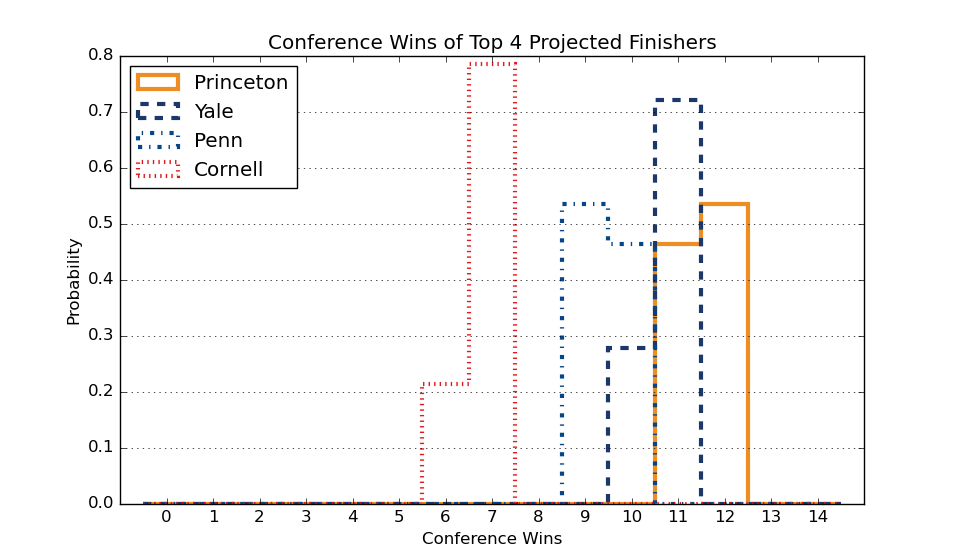 Conference Wins of Top 4 Projected Finishers
0.8
0.7
0.6
0.5
0.4
0.3
0.2
0.1
0.0
Probability
Princeton
Yale
Penn
Cornell
0 1 2 3 4 5 6 7 8 9 10 11 12 13 14
Conference Wins